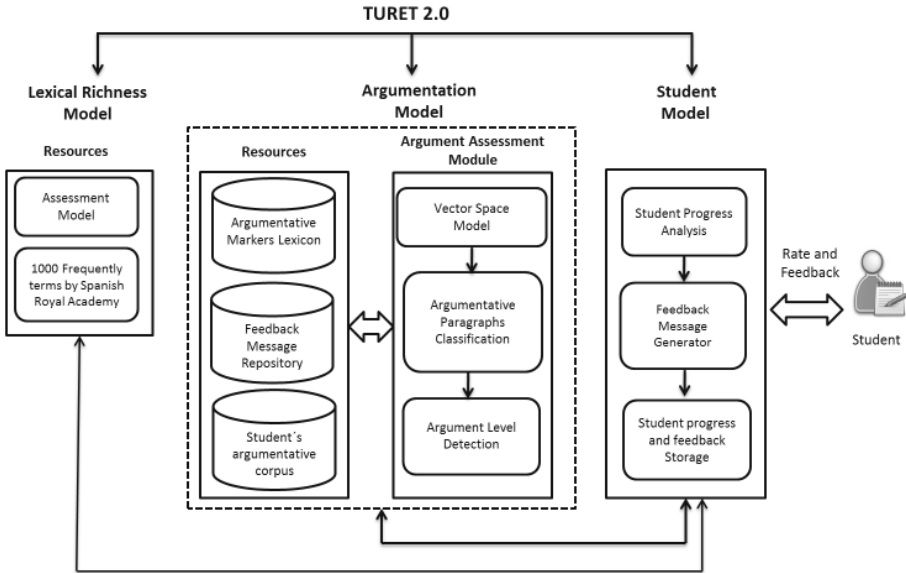 TURET 2.0
Lexical Richness
Model
Argumentation
Model
Student
Model
Resources
Assessment
Model
1000 Frequently
terms by Spanish
Royal Academy
Resources
Argumentative
Markers Lexicon
Feedback
Message
Repository
Student´s
argumentative
corpus
Argument Assessment
Module
Vector Space
Model
Argumentative
Paragraphs
Classification
Argument Level
Detection
Student Progress
Analysis
Feedback
Message
Generator
Student progress
and feedback
Storage
Rate and
Feedback
Student